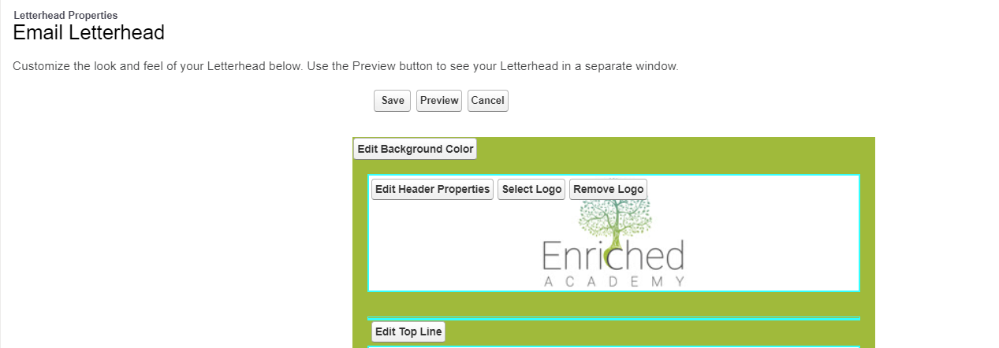 Letterhead Properties
Email Letterhead
Customize the look and feel of your Letterhead below. Use the Preview button to see your Letterhead in a separate window.
Save Preview Cancel
Edit Background Color
Edit Header Properties Select Logo Remove Logo
Enriched
ACADEMY
Edit Top Line